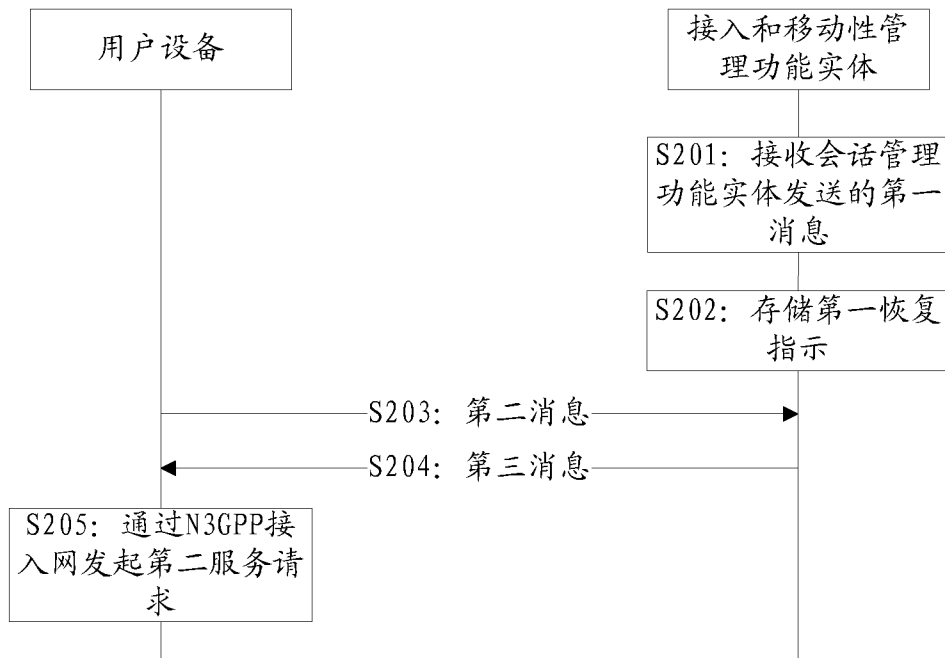 用户设备
接入和移动性管
理功能实体
S201：接收会话管理
功能实体发送的第一
消息
S202：存储第一恢复
指示
S203：第二消息
S204：第三消息
S205：通过N3GPP接
入网发起第二服务请
求